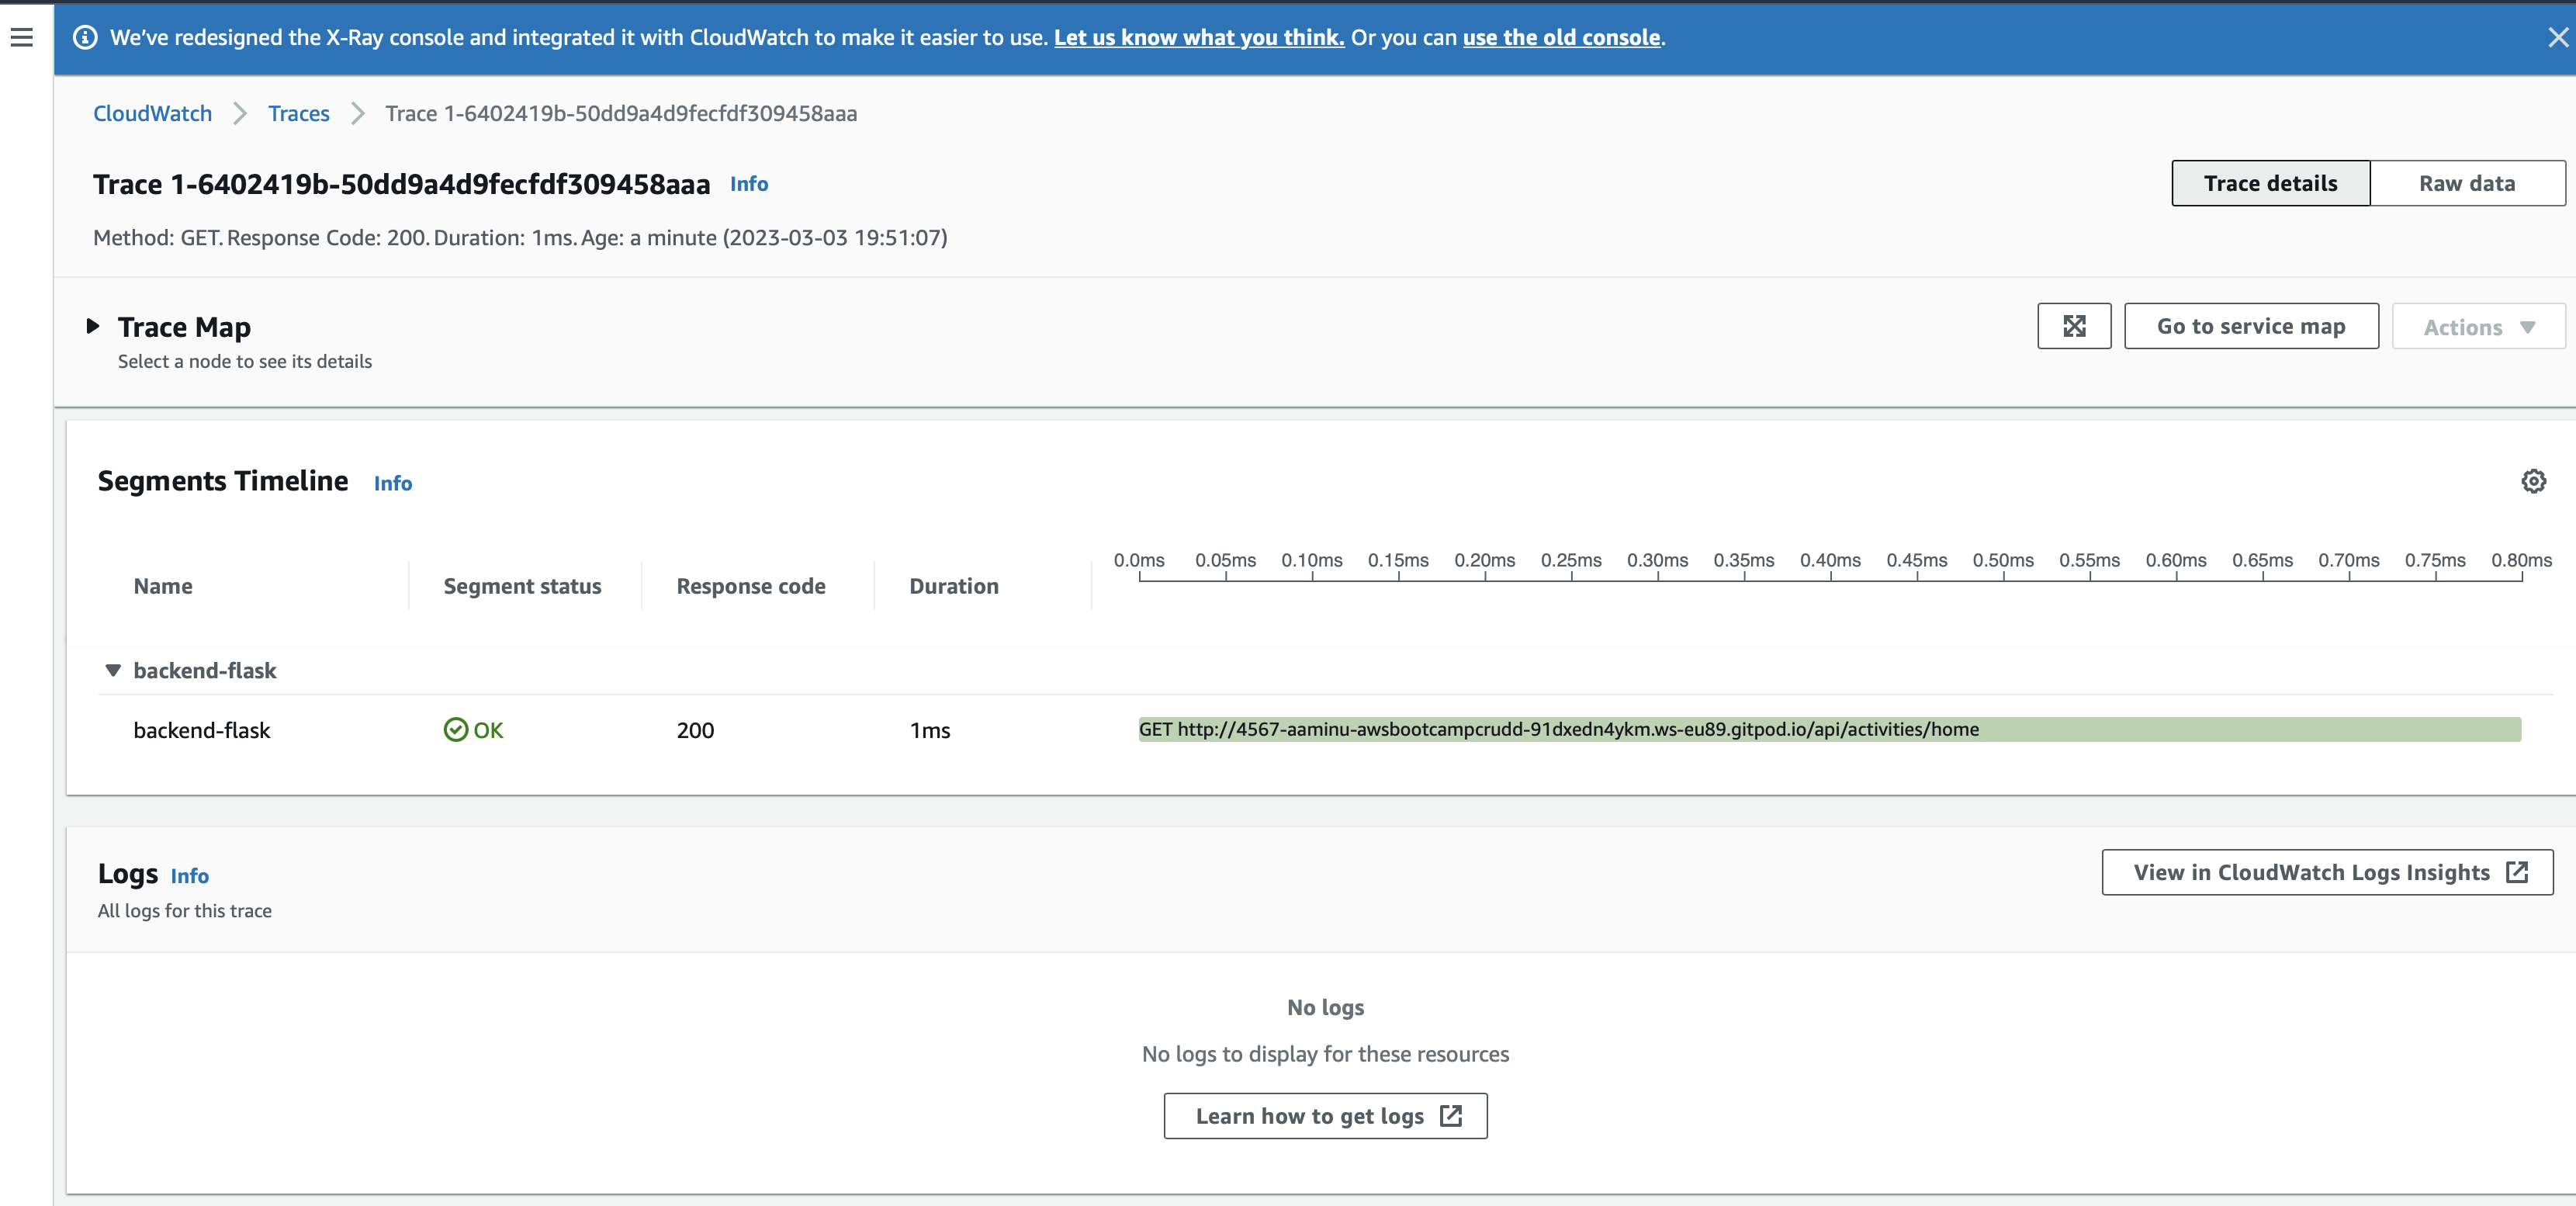 We've redesigned the X-Ray console and integrated it with CloudWatch to make it easier to use. Let us know what you think. Or you can use the old console.
CloudWatch Traces Trace 1-6402419b-50dd9a4d9fecfdf309458aaa
Trace 1-6402419b-50dd9a4d9fecfdf309458aaa Info
Trace details Raw data
Method: GET. Response Code: 200. Duration: 1ms. Age: a minute (2023-03-03 19:51:07)
Trace Map
Go to service map Actions
Select a node to see its details
Segments Timeline Info
0.0ms 0.05ms 0.10ms 0.15ms 0.20ms 0.25ms 0.30ms 0.35ms 0.40ms 0.45ms 0.50ms 0.55ms 0.60ms 0.65ms 0.70ms 0.75ms 0.80ms
Name Segment status Response code Duration
backend-flask
backend-flask OK 200 1ms GET http://4567-aaminu-awsbootcampcrudd-91dxedn4ykm.ws-eu89.gitpod.io/api/activities/home
Logs Info
View in CloudWatch Logs Insights
All logs for this trace
No logs
No logs to display for these resources
Learn how to get logs